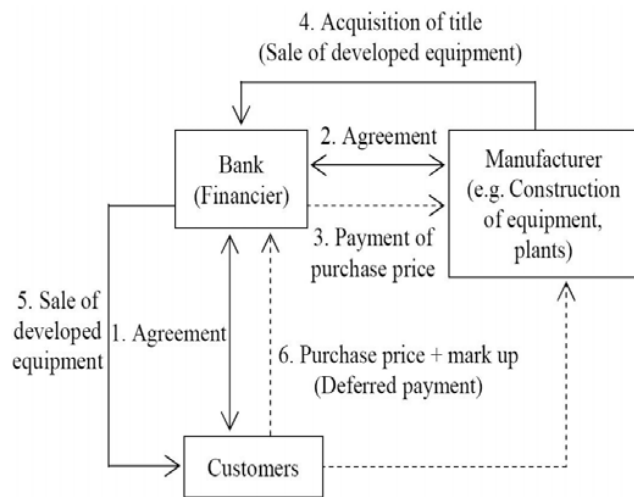 4. Acquisition of title
(Sale of developed equipment)
Bank
(Financier)
2. Agreement
Manufacturer
(e.g. Construction
of equipment,
plants)
3. Payment of
purchase price
5. Sale of
developed
equipment
1. Agreement
6. Purchase price + mark up
(Deferred payment)
Customers